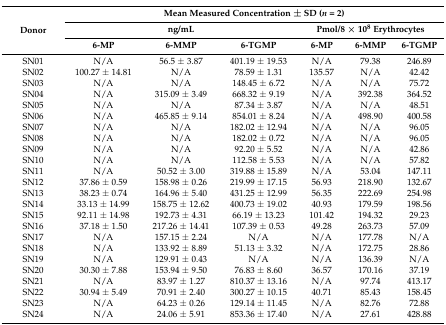 Mean Measured Concentration ± SD (n = 2)
Donor ng/mL Pmol/8 × 10⁸ Erythrocytes
6-MP 6-MMP 6-TGMP 6-MP 6-MMP 6-TGMP
SN01 N/A 56.5 ± 3.87 401.19 ± 19.53 N/A 79.38 246.89
SN02 100.27 ± 14.81 N/A 78.59 ± 1.31 135.57 N/A 42.42
SN03 N/A N/A 148.45 ± 6.72 N/A N/A 75.72
SN04 N/A 315.09 ± 3.49 668.32 ± 9.19 N/A 392.38 364.52
SN05 N/A N/A 87.34 ± 3.87 N/A N/A 48.51
SN06 N/A 465.85 ± 9.14 854.01 ± 8.24 N/A 498.90 400.58
SN07 N/A N/A 182.02 ± 12.94 N/A N/A 96.05
SN08 N/A N/A 182.02 ± 0.72 N/A N/A 96.05
SN09 N/A N/A 92.20 ± 5.52 N/A N/A 42.86
SN10 N/A N/A 112.58 ± 5.53 N/A N/A 57.82
SN11 N/A 50.52 ± 3.00 319.88 ± 15.89 N/A 53.04 147.11
SN12 37.86 ± 0.59 158.98 ± 0.26 219.99 ± 17.15 56.93 218.90 132.67
SN13 38.23 ± 0.74 164.96 ± 5.40 431.25 ± 12.99 56.35 222.69 254.98
SN14 33.13 ± 14.99 158.75 ± 12.62 400.73 ± 19.02 40.93 179.59 198.56
SN15 92.11 ± 14.98 192.73 ± 4.31 66.19 ± 13.23 101.42 194.32 29.23
SN16 37.18 ± 1.50 217.26 ± 14.41 107.39 ± 0.53 49.28 263.73 57.09
SN17 N/A 157.15 ± 2.24 N/A N/A 177.78 N/A
SN18 N/A 133.92 ± 8.89 51.13 ± 3.32 N/A 172.75 28.86
SN19 N/A 129.91 ± 0.43 N/A N/A 136.39 N/A
SN20 30.30 ± 7.88 153.94 ± 9.50 76.83 ± 8.60 36.57 170.16 37.19
SN21 N/A 83.97 ± 1.27 810.37 ± 13.16 N/A 97.74 413.17
SN22 30.94 ± 5.49 70.91 ± 2.40 300.27 ± 10.15 40.71 85.43 158.45
SN23 N/A 64.23 ± 0.26 129.14 ± 11.45 N/A 82.76 72.88
SN24 N/A 24.06 ± 5.91 853.36 ± 17.40 N/A 27.61 428.88